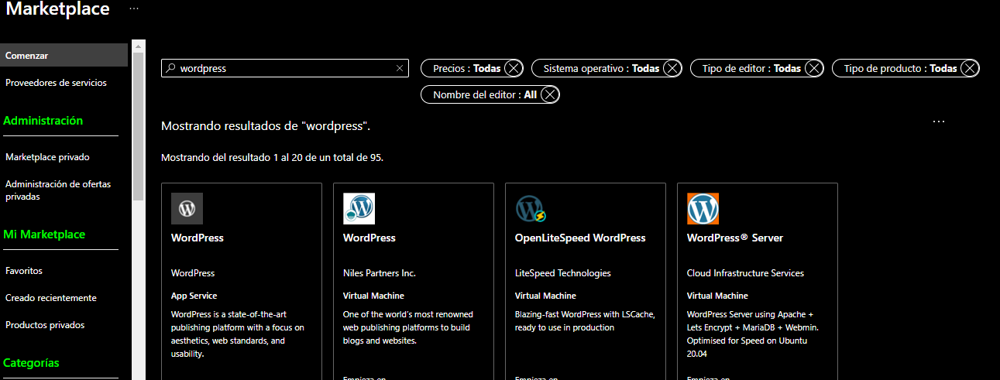 Marketplace ...
Comenzar
Proveedores de servicios
Administración
Marketplace privado
Administración de ofertas
privadas
Mi Marketplace
Favoritos
Creado recientemente
Productos privados
Categorías
wordpress
Precios : Todas
Sistema operativo : Todas
Tipo de editor : Todas
Tipo de producto : Todas
Nombre del editor : All
Mostrando resultados de "wordpress".
...
Mostrando del resultado 1 al 20 de un total de 95.
WordPress
WordPress
App Service
WordPress is a state-of-the-art
publishing platform with a focus on
aesthetics, web standards, and
usability.
WordPress
Niles Partners Inc.
Virtual Machine
One of the world's most renowned
web publishing platforms to build
blogs and websites.
Empieza en
OpenLiteSpeed WordPress
LiteSpeed Technologies
Virtual Machine
Blazing-fast WordPress with LSCache,
ready to use in production
Empieza en
WordPress® Server
Cloud Infrastructure Services
Virtual Machine
WordPress Server using Apache +
Lets Encrypt + MariaDB + Webmin.
Optimised for Speed on Ubuntu
20.04
Empieza en